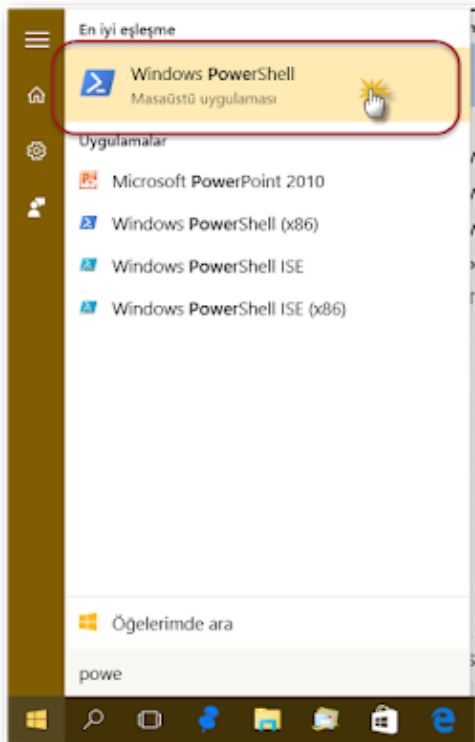 En iyi eşleşme
Windows PowerShell
Masaüstü uygulaması
Uygulamalar
Microsoft PowerPoint 2010
Windows PowerShell (x86)
Windows PowerShell ISE
Windows PowerShell ISE (x86)
Öğelerimde ara
powe